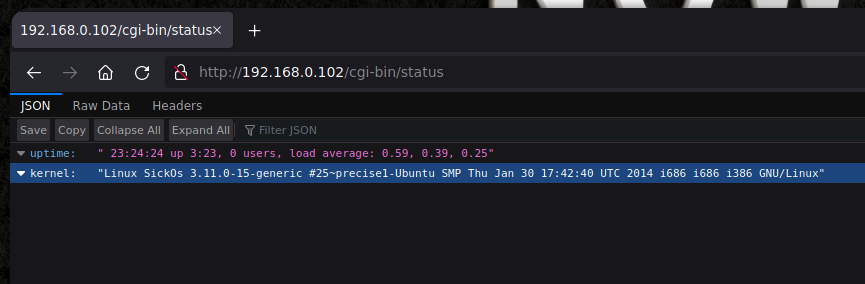 192.168.0.102/cgi-bin/status× +
http://192.168.0.102/cgi-bin/status
JSON Raw Data Headers
Save Copy Collapse All Expand All Filter JSON
uptime: " 23:24:24 up 3:23, 0 users, load average: 0.59, 0.39, 0.25"
kernel: "Linux SickOs 3.11.0-15-generic #25~precise1-Ubuntu SMP Thu Jan 30 17:42:40 UTC 2014 i686 i686 i386 GNU/Linux"